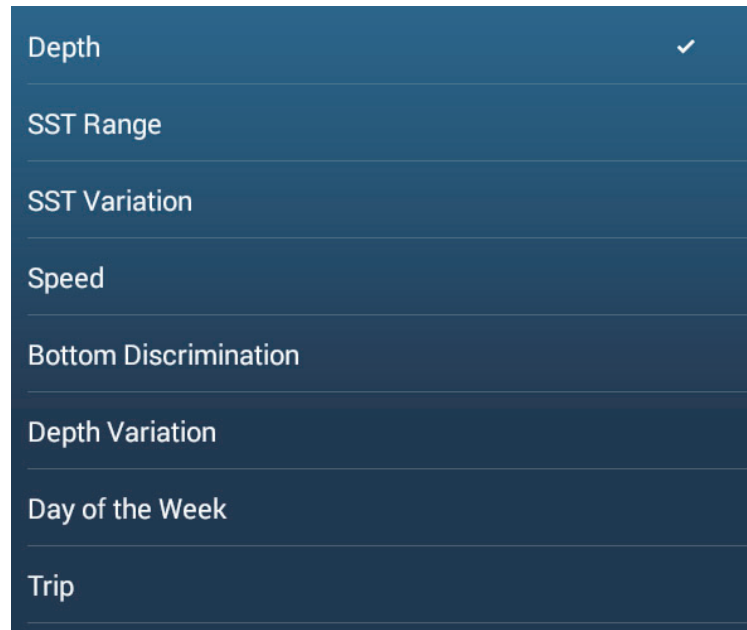 Depth
SST Range
SST Variation
Speed
Bottom Discrimination
Depth Variation
Day of the Week
Trip